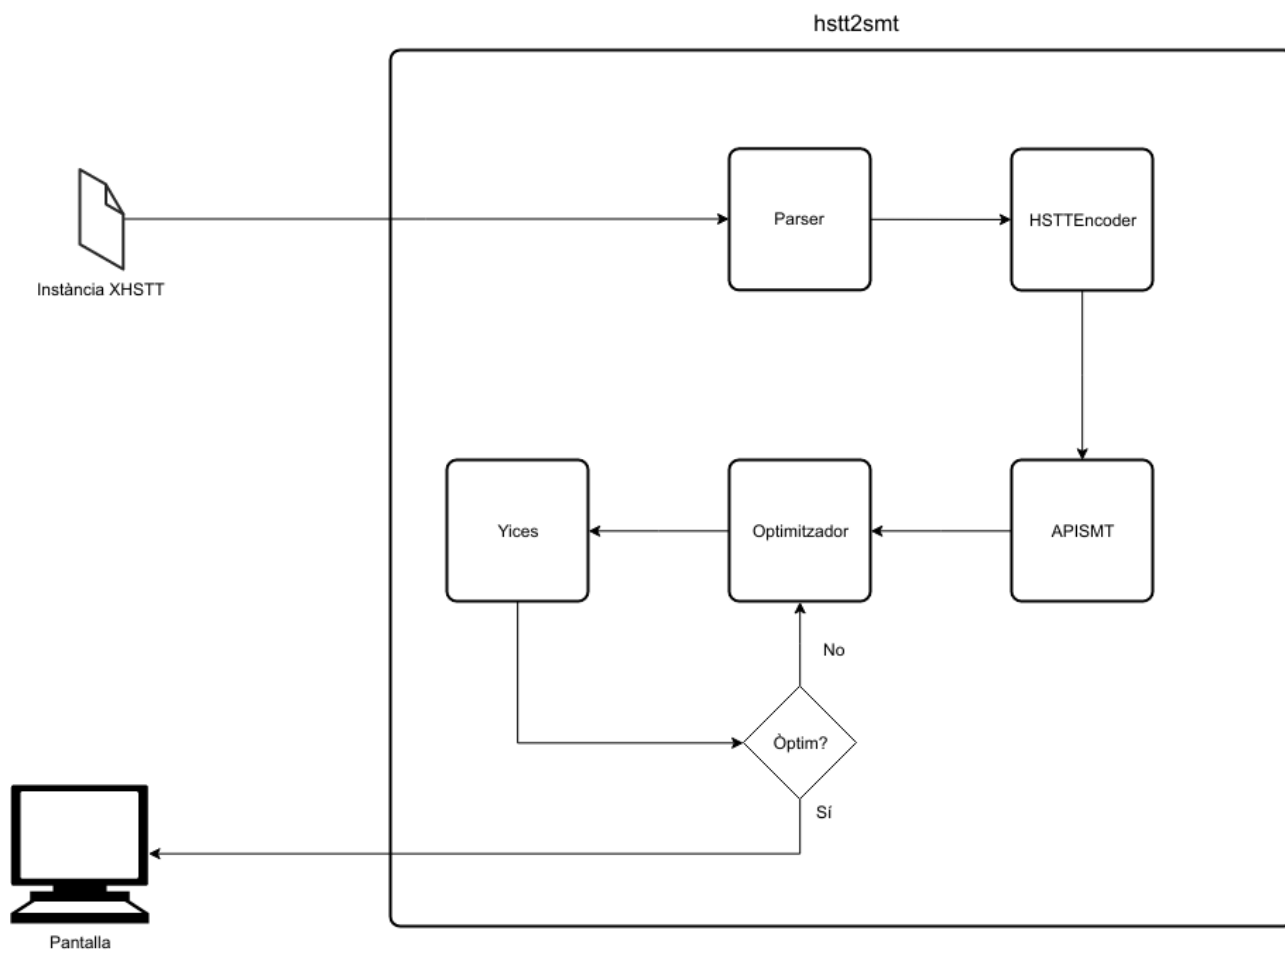 hstt2smt
Parser
HSTTEncoder
Instància XHSTT
Yices
Optimitzador
APISMT
No
Òptim?
Sí
Pantalla